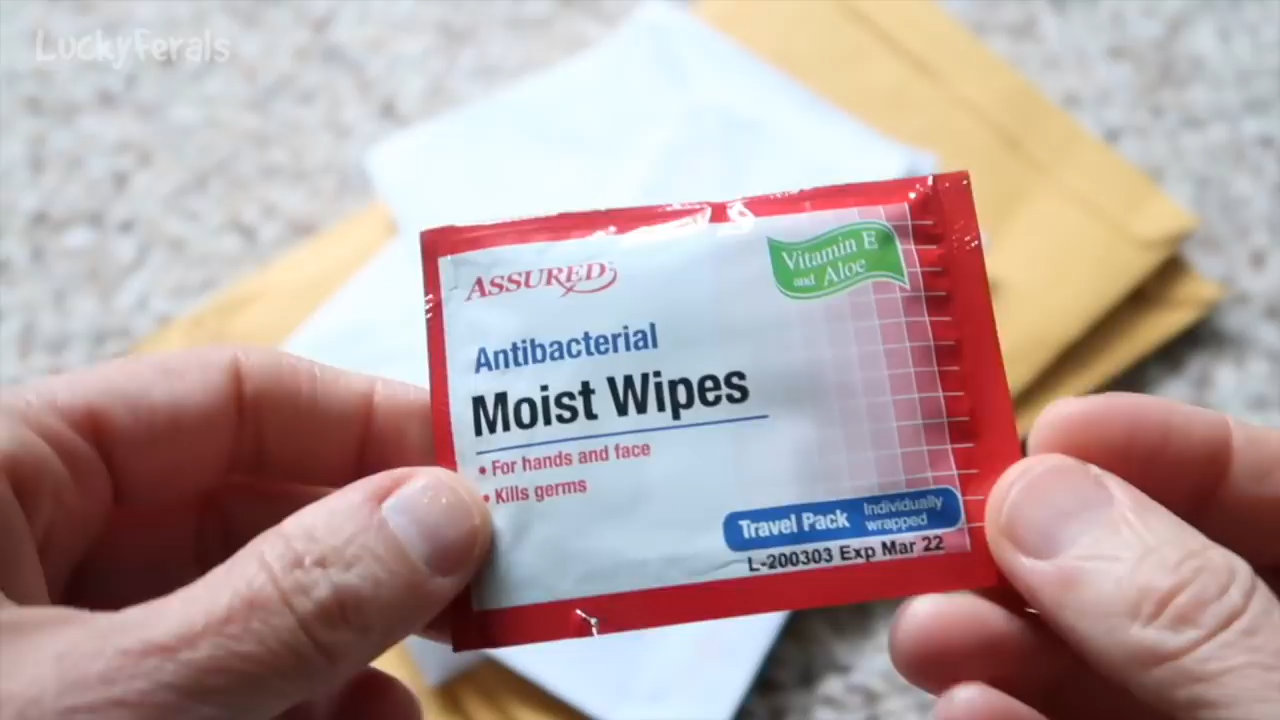 LuckyFerals
ASSURED
Vitamin E
and Aloe
Antibacterial
Moist Wipes
• For hands and face
• Kills germs
Travel Pack Individually
wrapped
L-200303 Exp Mar 22